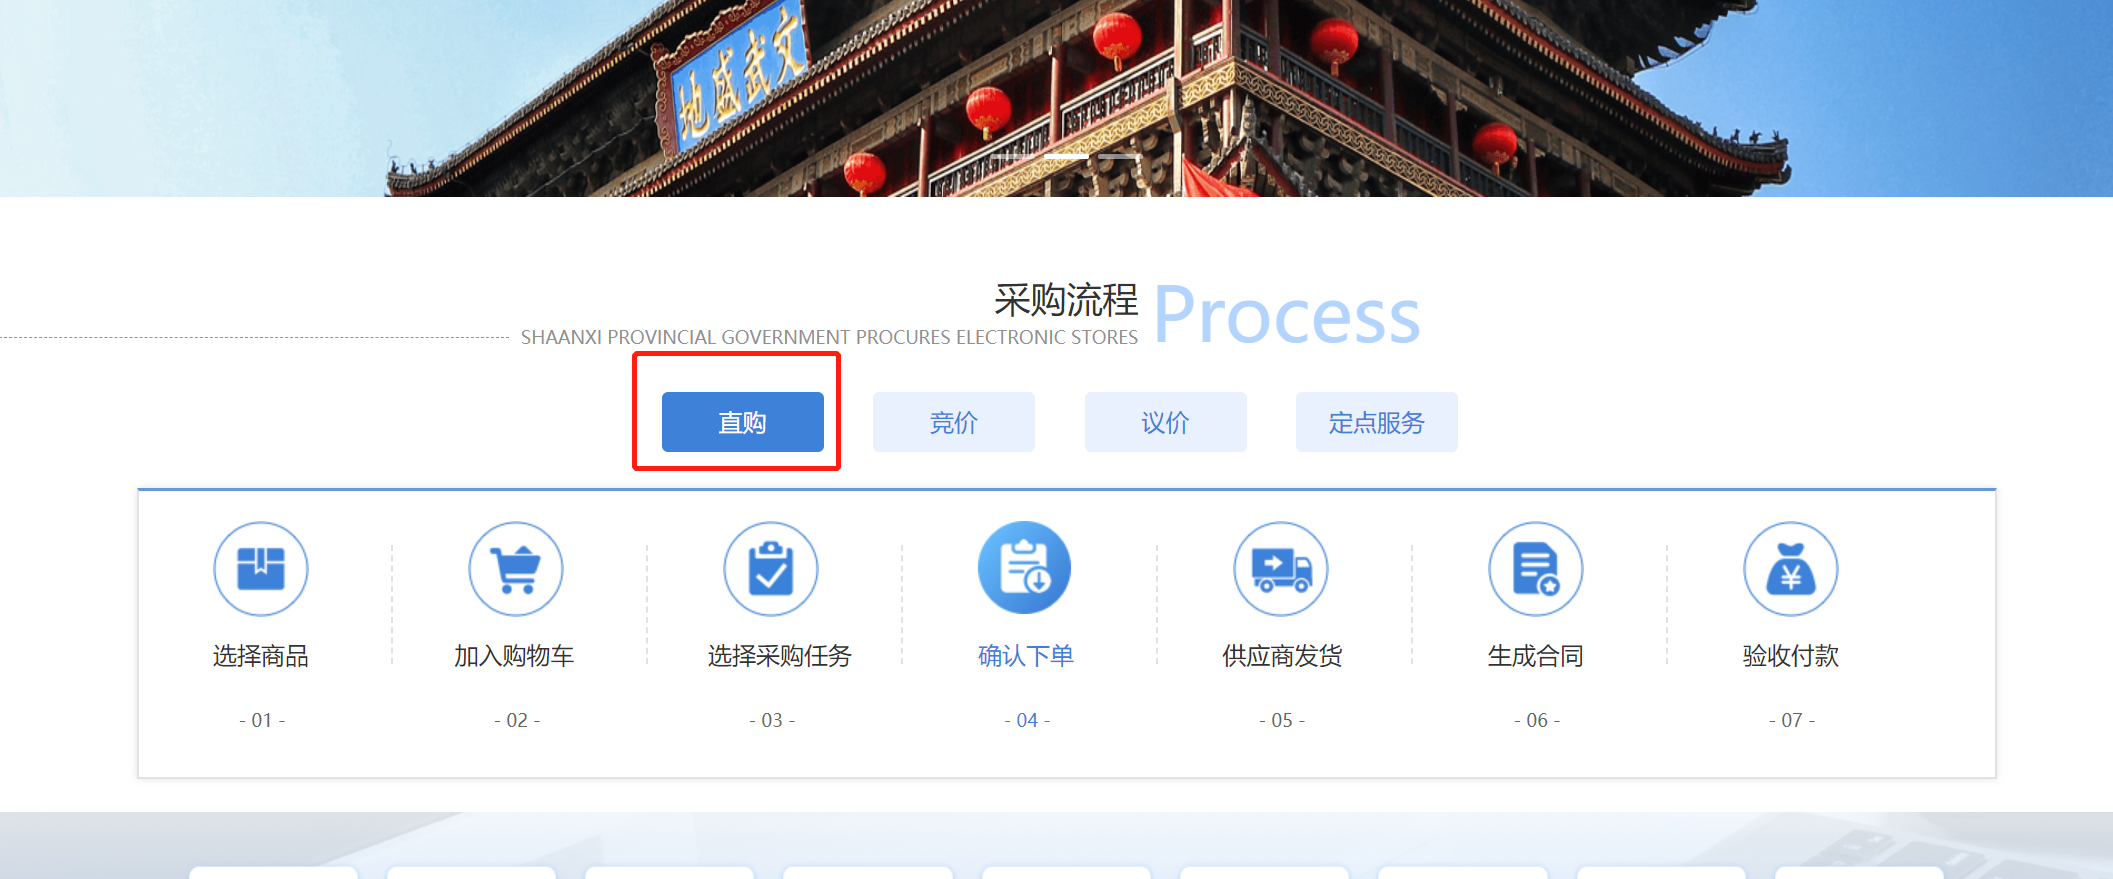 文武盛地
采购流程 Process
SHAANXI PROVINCIAL GOVERNMENT PROCURES ELECTRONIC STORES
直购 竞价 议价 定点服务
选择商品 加入购物车 选择采购任务 确认下单 供应商发货 生成合同 验收付款
- 01 - - 02 - - 03 - - 04 - - 05 - - 06 - - 07 -